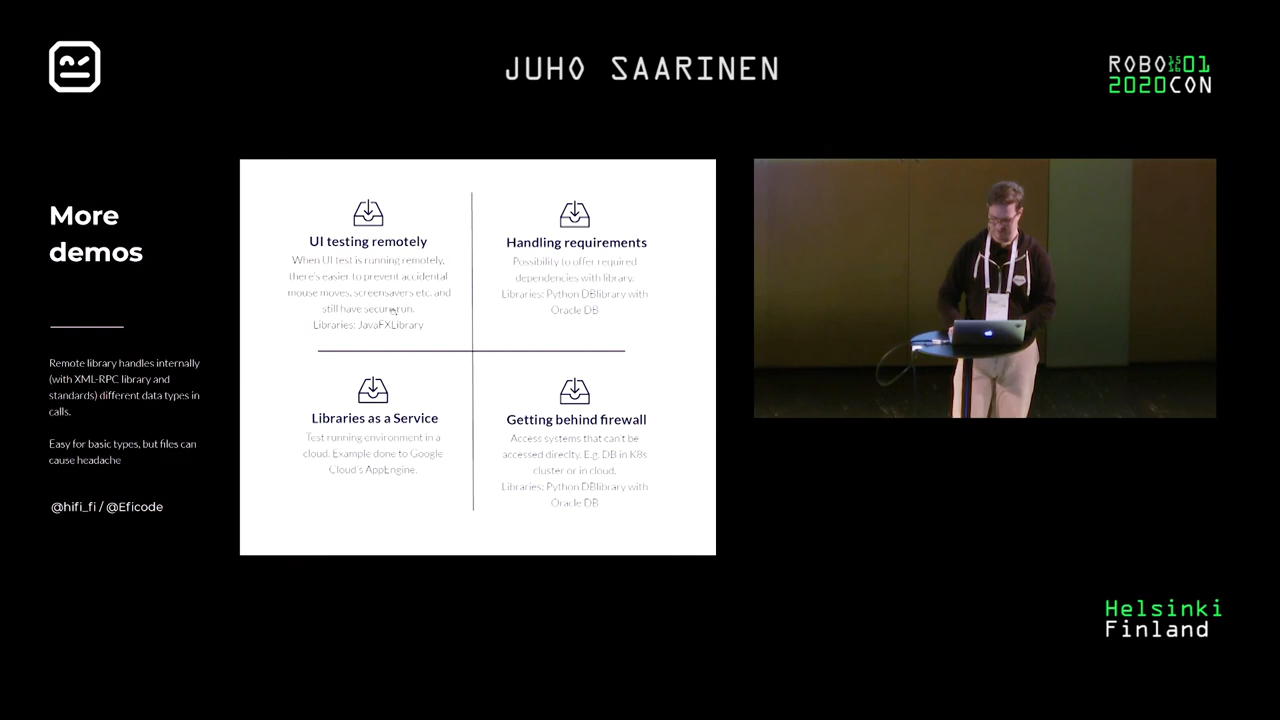 JUHO SAARINEN
ROBO 01
2020CON
More
demos
Remote library handles internally
(with XML-RPC library and
standards) different data types in
calls.
Easy for basic types, but files can
cause headache
@hifi_fi / @Eficode
UI testing remotely
When UI test is running remotely,
there's easier to prevent accidental
mouse moves, screensavers etc. and
still have secure run.
Libraries: JavaFXLibrary
Handling requirements
Possibility to offer required
dependencies with library.
Libraries: Python DBlibrary with
Oracle DB
Libraries as a Service
Test running environment in a
cloud. Example done to Google
Cloud's AppEngine.
Getting behind firewall
Access systems that can't be
accessed direclty. E.g. DB in K8s
cluster or in cloud.
Libraries: Python DBlibrary with
Oracle DB
Helsinki
Finland